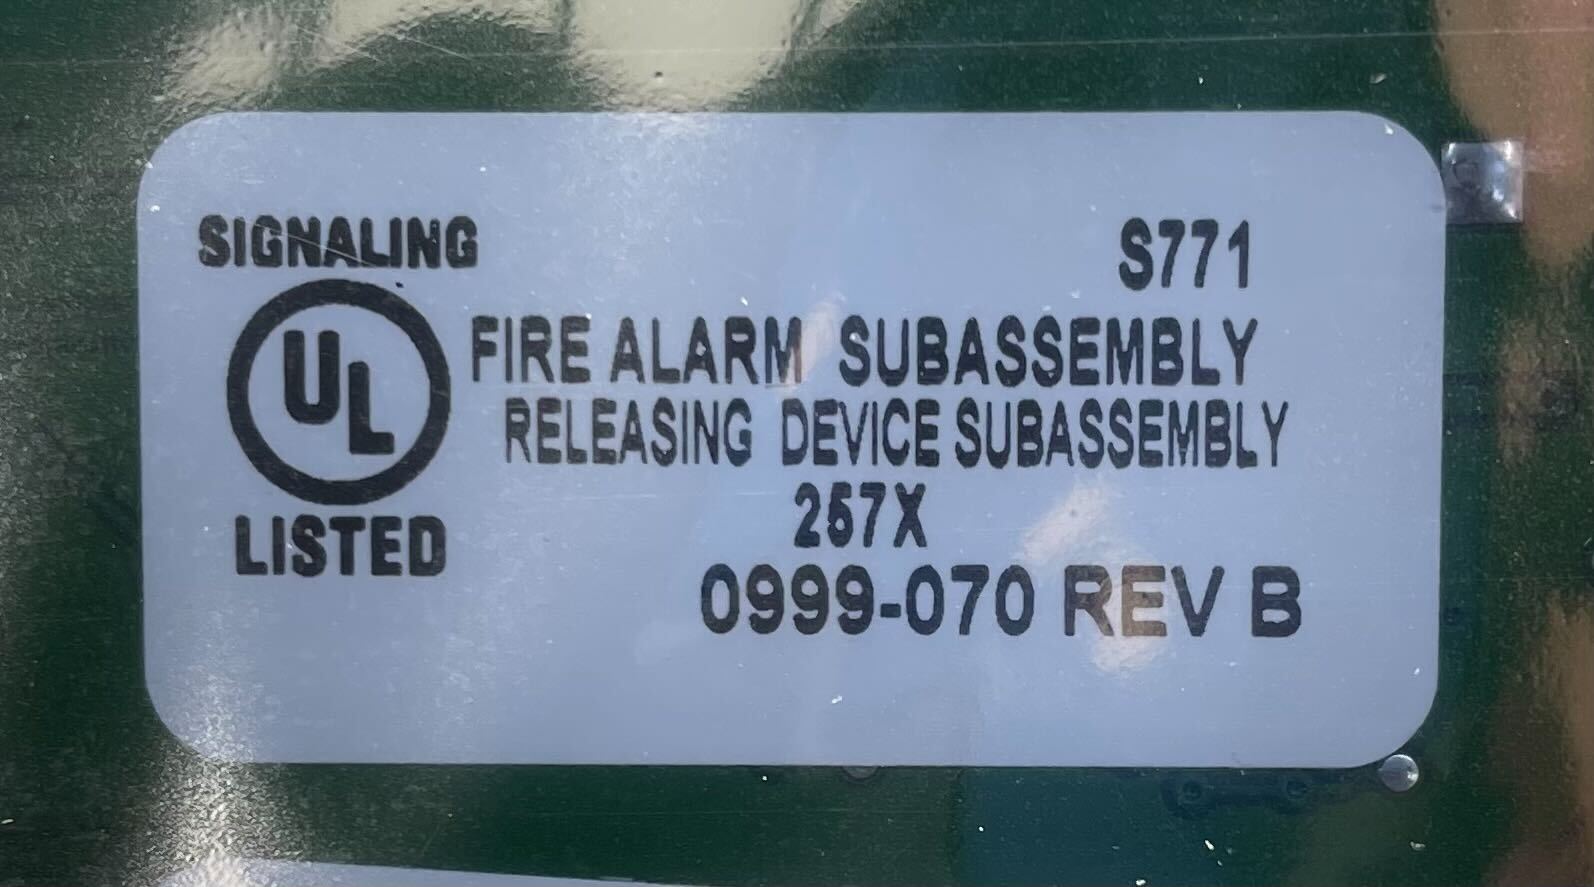 SIGNALING
S771
UL
FIRE ALARM SUBASSEMBLY
RELEASING DEVICE SUBASSEMBLY
257X
LISTED
0999-070 REV B